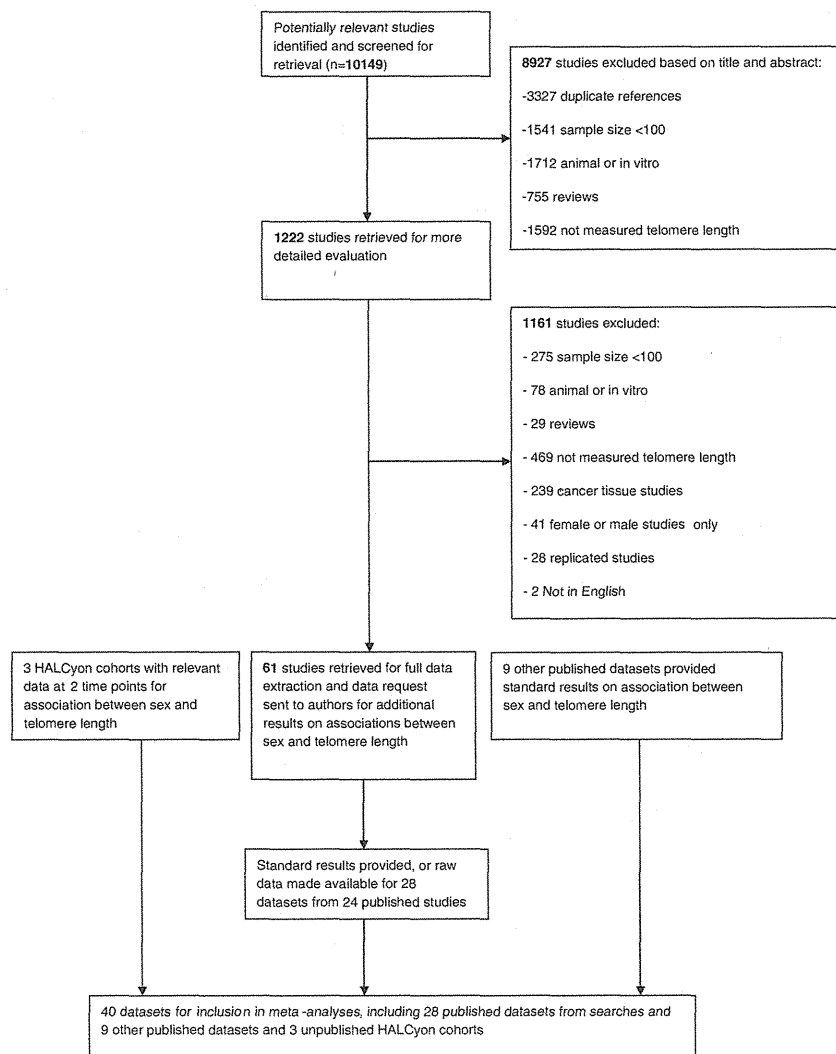 Potentially relevant studies
identified and screened for
retrieval (n=10149)
8927 studies excluded based on title and abstract:
-3327 duplicate references
-1541 sample size <100
-1712 animal or in vitro
-755 reviews
-1592 not measured telomere length
1222 studies retrieved for more
detailed evaluation
1161 studies excluded:
- 275 sample size <100
- 78 animal or in vitro
- 29 reviews
- 469 not measured telomere length
- 239 cancer tissue studies
- 41 female or male studies only
- 28 replicated studies
- 2 Not in English
3 HALCyon cohorts with relevant
data at 2 time points for
association between sex and
telomere length
61 studies retrieved for full data
extraction and data request
sent to authors for additional
results on associations between
sex and telomere length
9 other published datasets provided
standard results on association between
sex and telomere length
Standard results provided, or raw
data made available for 28
datasets from 24 published studies
40 datasets for inclusion in meta-analyses, including 28 published datasets from searches and
9 other published datasets and 3 unpublished HALCyon cohorts